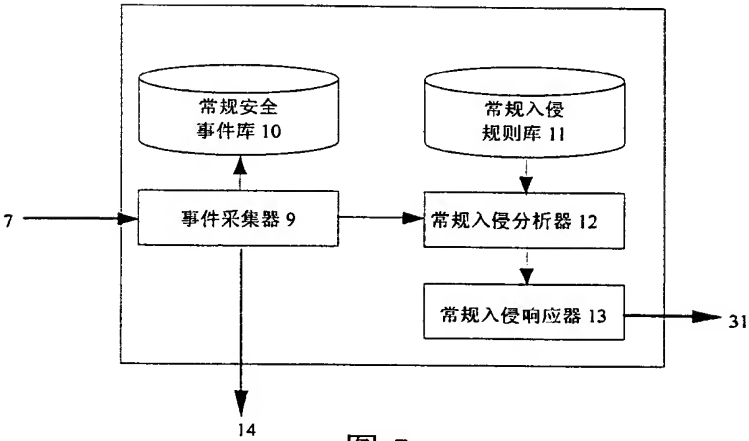 常规安全
事件库 10
常规入侵
规则库 11
7
事件采集器 9
常规入侵分析器 12
常规入侵响应器 13
31
14
图